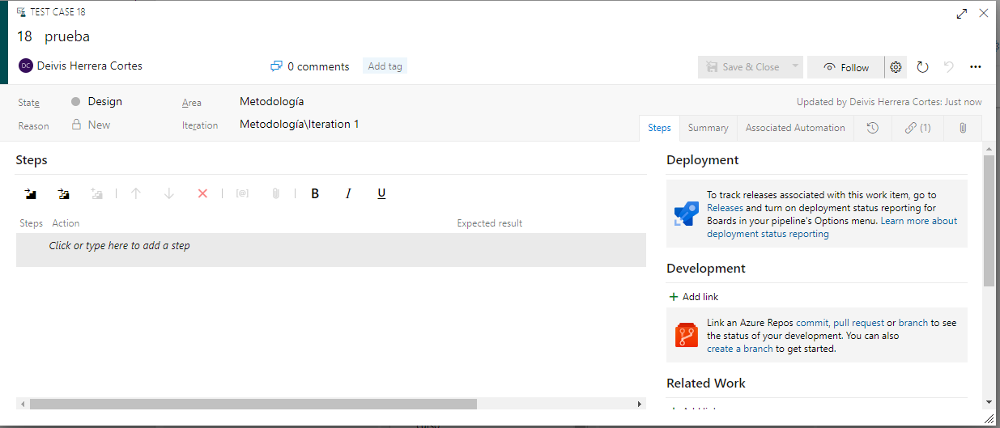 TEST CASE 18
18 prueba
DC Deivis Herrera Cortes
0 comments
Add tag
Save & Close
Follow
State
Design
Area
Metodología
Updated by Deivis Herrera Cortes: Just now
Reason
New
Iteration
Metodología\Iteration 1
Steps
Summary
Associated Automation
(1)
Steps
B I U
Steps Action Expected result
Click or type here to add a step
Deployment
To track releases associated with this work item, go to
Releases and turn on deployment status reporting for
Boards in your pipeline's Options menu. Learn more about
deployment status reporting
Development
+ Add link
Link an Azure Repos commit, pull request or branch to see
the status of your development. You can also
create a branch to get started.
Related Work